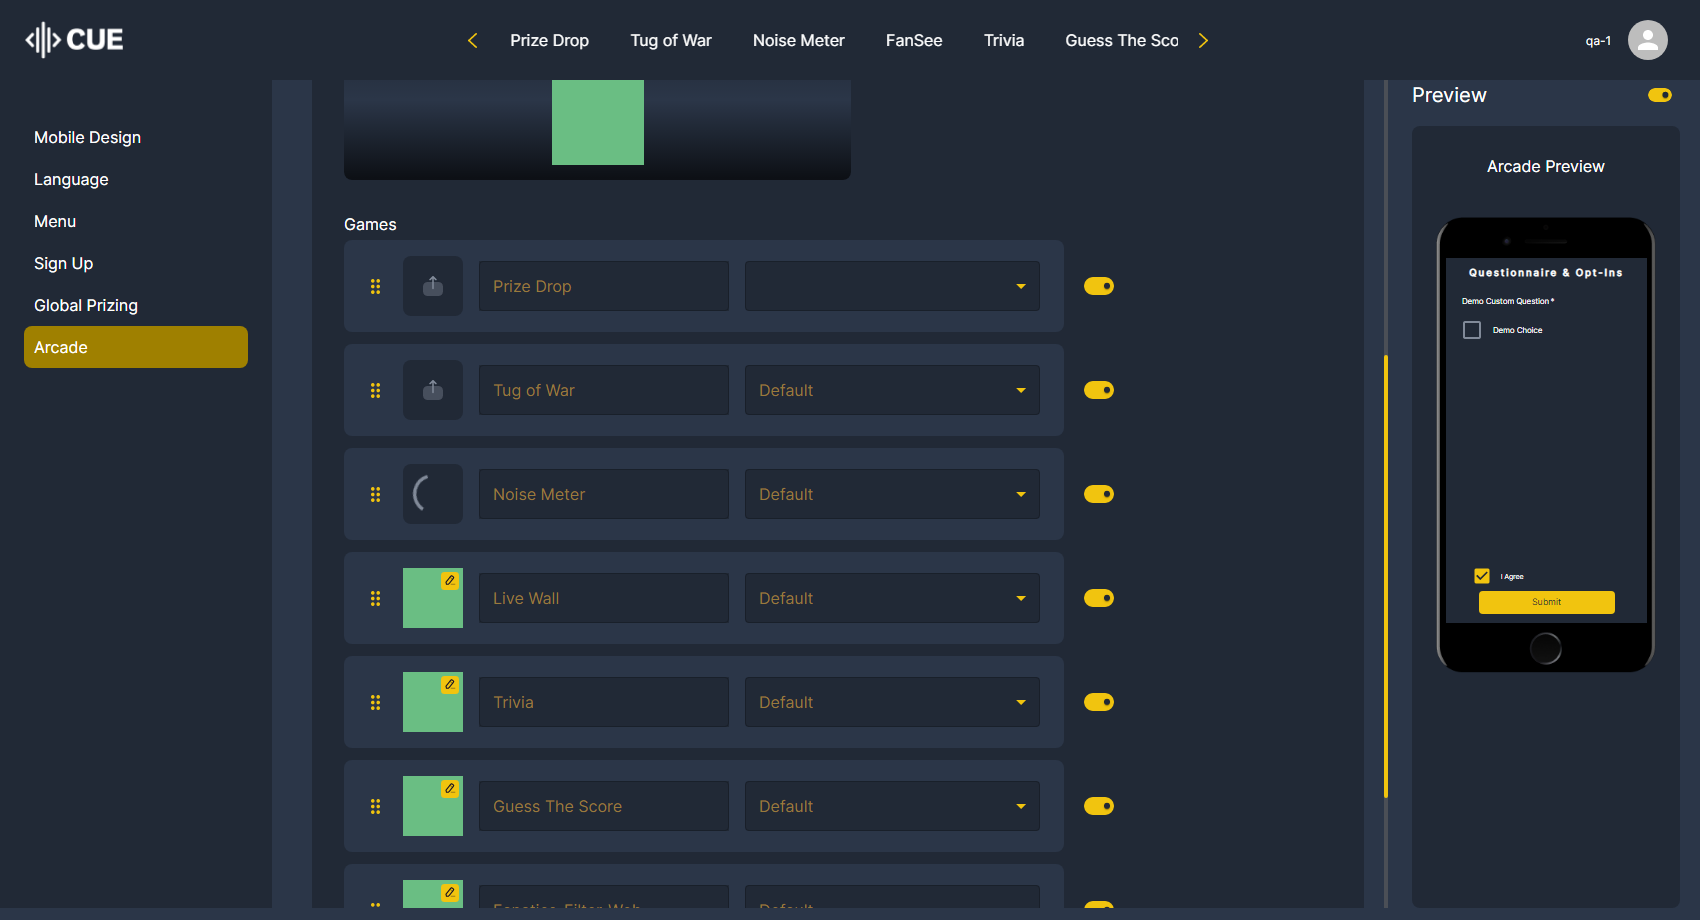 CUE
Prize Drop
Tug of War
Noise Meter
FanSee
Trivia
Guess The Sco
qa-1
Mobile Design
Language
Menu
Sign Up
Global Prizing
Arcade
Games
Prize Drop
Tug of War
Default
Noise Meter
Default
Live Wall
Default
Trivia
Default
Guess The Score
Default
Default
Preview
Arcade Preview
Questionnaire & Opt-Ins
Demo Custom Question *
Demo Choice
I Agree
Submit